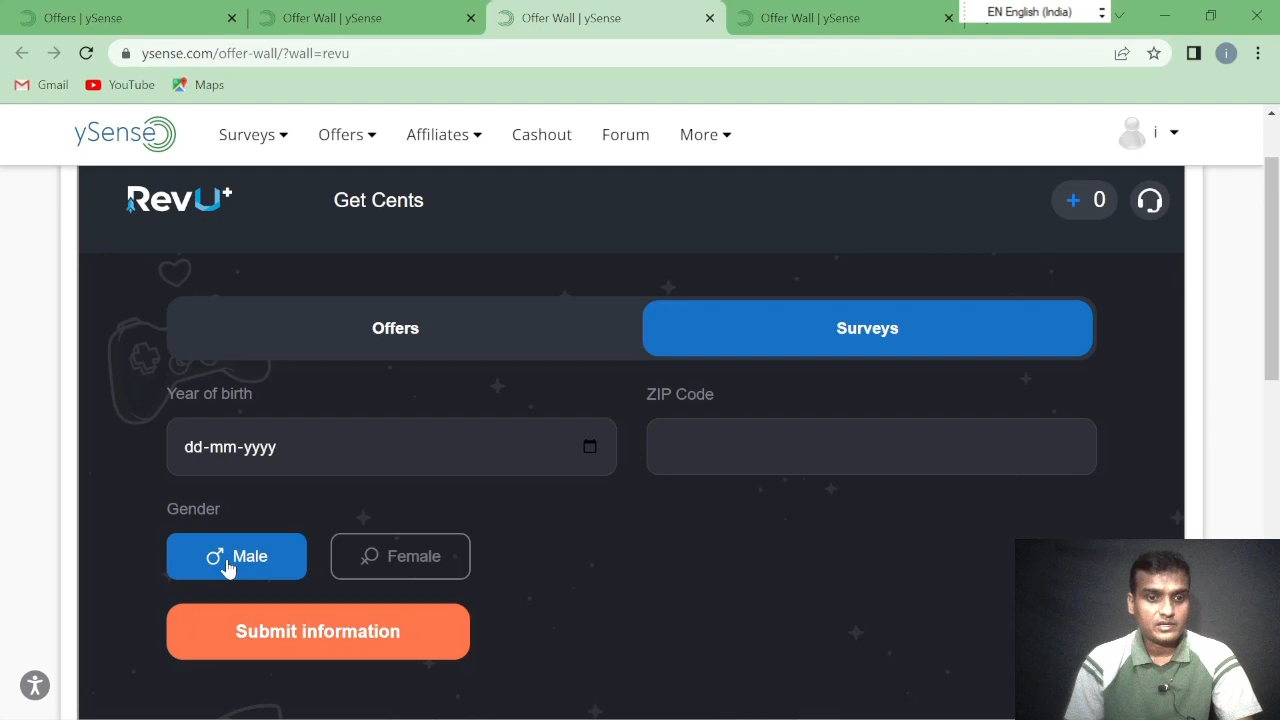 Offers | ySense
Offer Wall | ySense
Offer Wall | ySense
Offer Wall | ySense
EN English (India)
ysense.com/offer-wall/?wall=revu
i
Gmail
YouTube
Maps
ySense
Surveys
Offers
Affiliates
Cashout
Forum
More
i
RevU+
Get Cents
+ 0
Offers
Surveys
Year of birth
ZIP Code
dd-mm-yyyy
Gender
Male
Female
Submit information